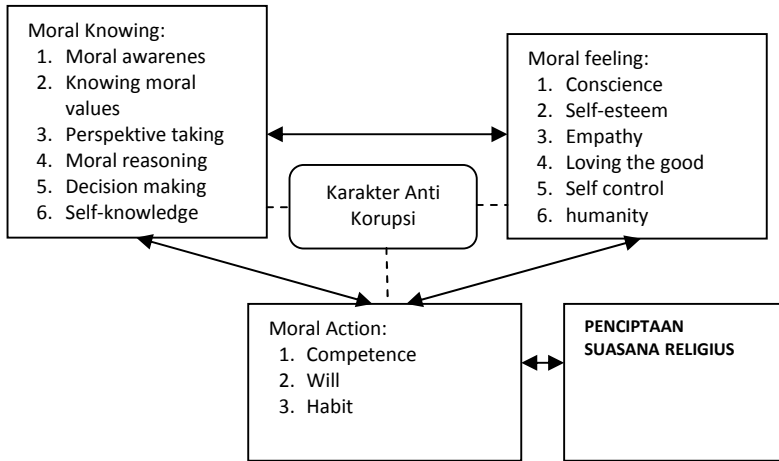 Moral Knowing:
1. Moral awarenes
2. Knowing moral
values
3. Perspektive taking
4. Moral reasoning
5. Decision making
6. Self-knowledge
Moral feeling:
1. Conscience
2. Self-esteem
3. Empathy
4. Loving the good
5. Self control
6. humanity
Karakter Anti
Korupsi
Moral Action:
1. Competence
2. Will
3. Habit
PENCIPTAAN
SUASANA RELIGIUS